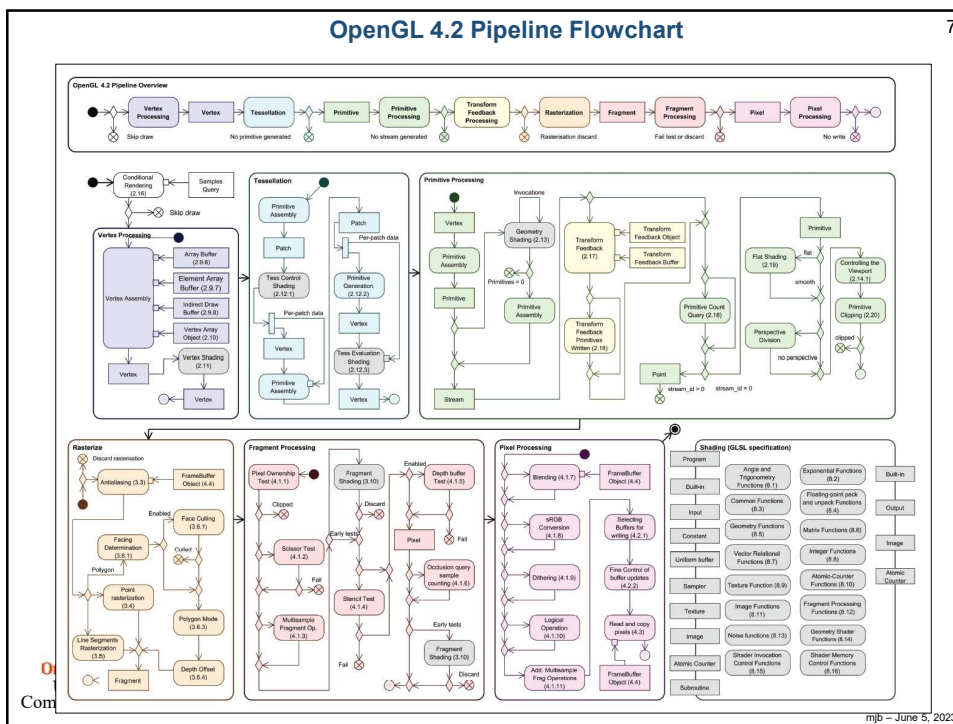 OpenGL 4.2 Pipeline Flowchart
7
OpenGL 4.2 Pipeline Overview
Vertex
Processing
Vertex
Tessellation
Primitive
Primitive
Processing
Transform
Feedback
Processing
Rasterization
Fragment
Fragment
Processing
Pixel
Pixel
Processing
Skip draw
No primitive generated
No stream generated
Rasterisation discard
Fail test or discard
No write
Conditional
Rendering
(2.16)
Samples
Query
Skip draw
Vertex Processing
Vertex Assembly
Array Buffer
(2.9.6)
Element Array
Buffer (2.9.7)
Indirect Draw
Buffer (2.9.8)
Vertex Array
Object (2.10)
Vertex
Vertex Shading
(2.11)
Vertex
Tessellation
Primitive
Assembly
Patch
Tess Control
Shading
(2.12.1)
Per-patch data
Vertex
Primitive
Assembly
Patch
Per-patch data
Primitive
Generation
(2.12.2)
Vertex
Tess Evaluation
Shading
(2.12.3)
Vertex
Primitive Processing
Vertex
Primitive
Assembly
Primitive
Stream
Invocations
Geometry
Shading (2.13)
Primitives = 0
Primitive
Assembly
Transform
Feedback
(2.17)
Transform
Feedback Object
Transform
Feedback Buffer
Transform
Feedback
Primitives
Written (2.18)
Primitive Count
Query (2.18)
Point
stream_id > 0
stream_id = 0
Primitive
flat
Flat Shading
(2.19)
smooth
Perspective
Division
no perspective
Controlling the
Viewport
(2.14.1)
Primitive
Clipping (2.20)
clipped
Rasterize
Discard rasterisation
Antialiasing (3.3)
FrameBuffer
Object (4.4)
Enabled
Face Culling
(3.6.1)
Facing
Determination
(3.6.1)
Culled
Polygon
Point
rasterization
(3.4)
Polygon Mode
(3.6.3)
Line Segments
Rasterization
(3.5)
Depth Offset
(3.6.4)
Fragment
Fragment Processing
Pixel Ownership
Test (4.1.1)
Clipped
Scissor Test
(4.1.2)
Fail
Multisample
Fragment Op.
(4.1.3)
Fragment
Shading (3.10)
Discard
Early tests
Stencil Test
(4.1.4)
Fail
Enabled
Depth buffer
Test (4.1.5)
Fail
Pixel
Occlusion query
sample
counting (4.1.6)
Early tests
Fragment
Shading (3.10)
Discard
Pixel Processing
Blending (4.1.7)
FrameBuffer
Object (4.4)
sRGB
Conversion
(4.1.8)
Selecting
Buffers for
writing (4.2.1)
Dithering (4.1.9)
Fine Control of
buffer updates
(4.2.2)
Logical
Operation
(4.1.10)
Read and copy
pixels (4.3)
Add. Multisample
Frag Operations
(4.1.11)
FrameBuffer
Object (4.4)
Shading (GLSL specification)
Program
Built-in
Input
Constant
Uniform buffer
Sampler
Texture
Image
Atomic Counter
Subroutine
Angle and
Trigonometry
Functions (8.1)
Common Functions
(8.3)
Geometry Functions
(8.5)
Vector Relational
Functions (8.7)
Texture Function (8.9)
Image Functions
(8.11)
Noise functions (8.13)
Shader Invocation
Control Functions
(8.15)
Exponential Functions
(8.2)
Floating-point pack
and unpack Functions
(8.4)
Matrix Functions (8.6)
Integer Functions
(8.8)
Atomic-Counter
Functions (8.10)
Fragment Processing
Functions (8.12)
Geometry Shader
Functions (8.14)
Shader Memory
Control Functions
(8.16)
Built-in
Output
Image
Atomic
Counter
Com
mjb – June 5, 2023